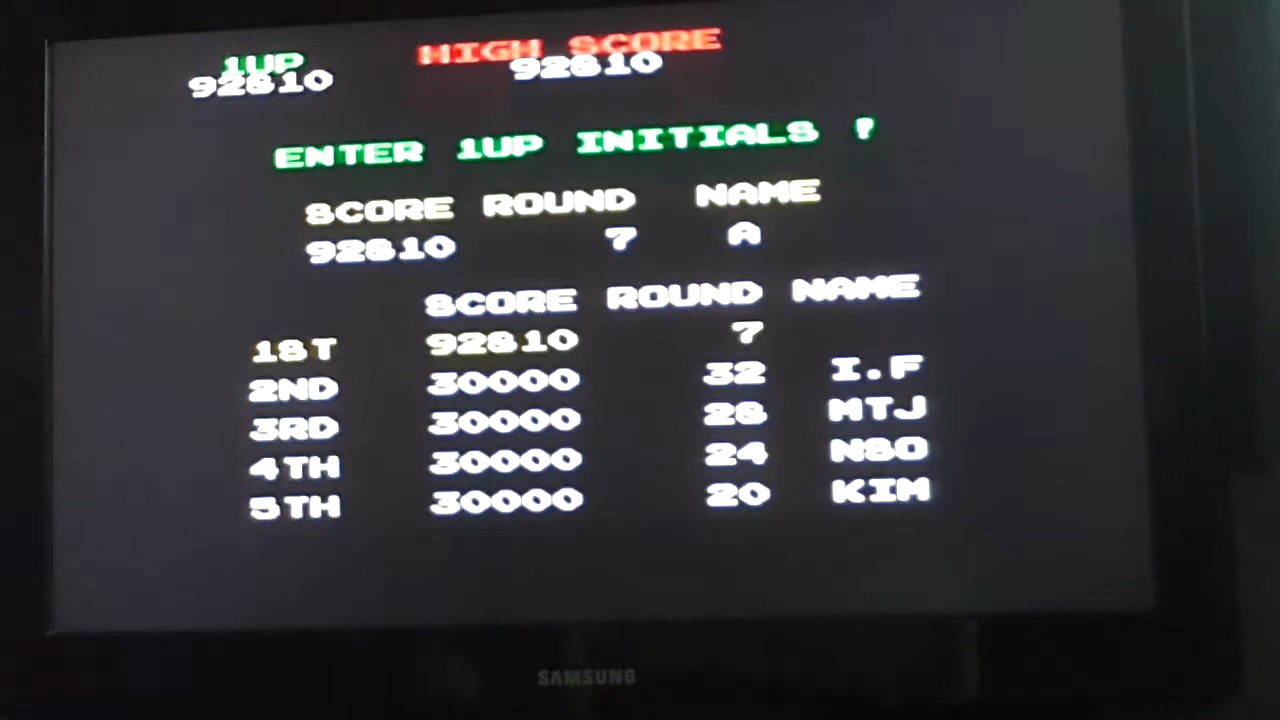 1UP HIGH SCORE
92810 92810
ENTER 1UP INITIALS !
SCORE ROUND NAME
92810 7 A
SCORE ROUND NAME
1ST 92810 7
2ND 30000 32 I.F
3RD 30000 28 MTJ
4TH 30000 24 NSO
5TH 30000 20 KIM
SAMSUNG